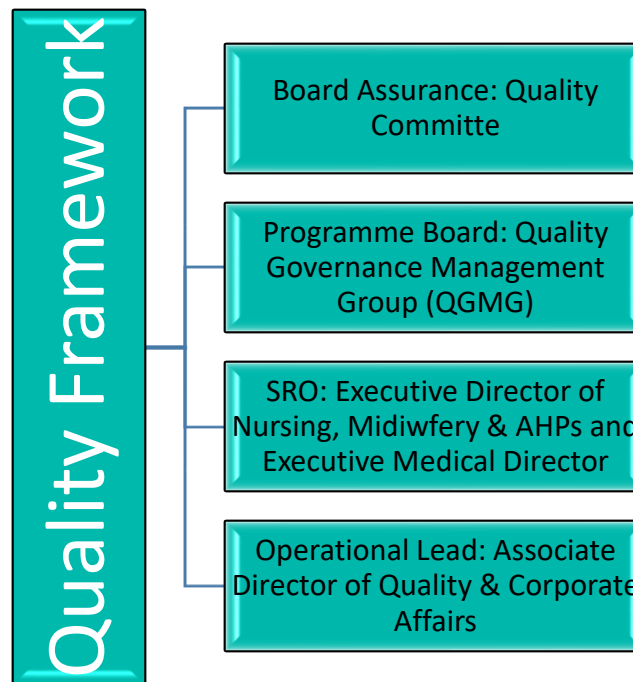 Quality Framework
Board Assurance: Quality
Committe
Programme Board: Quality
Governance Management
Group (QGMG)
SRO: Executive Director of
Nursing, Midiwfery & AHPs and
Executive Medical Director
Operational Lead: Associate
Director of Quality & Corporate
Affairs